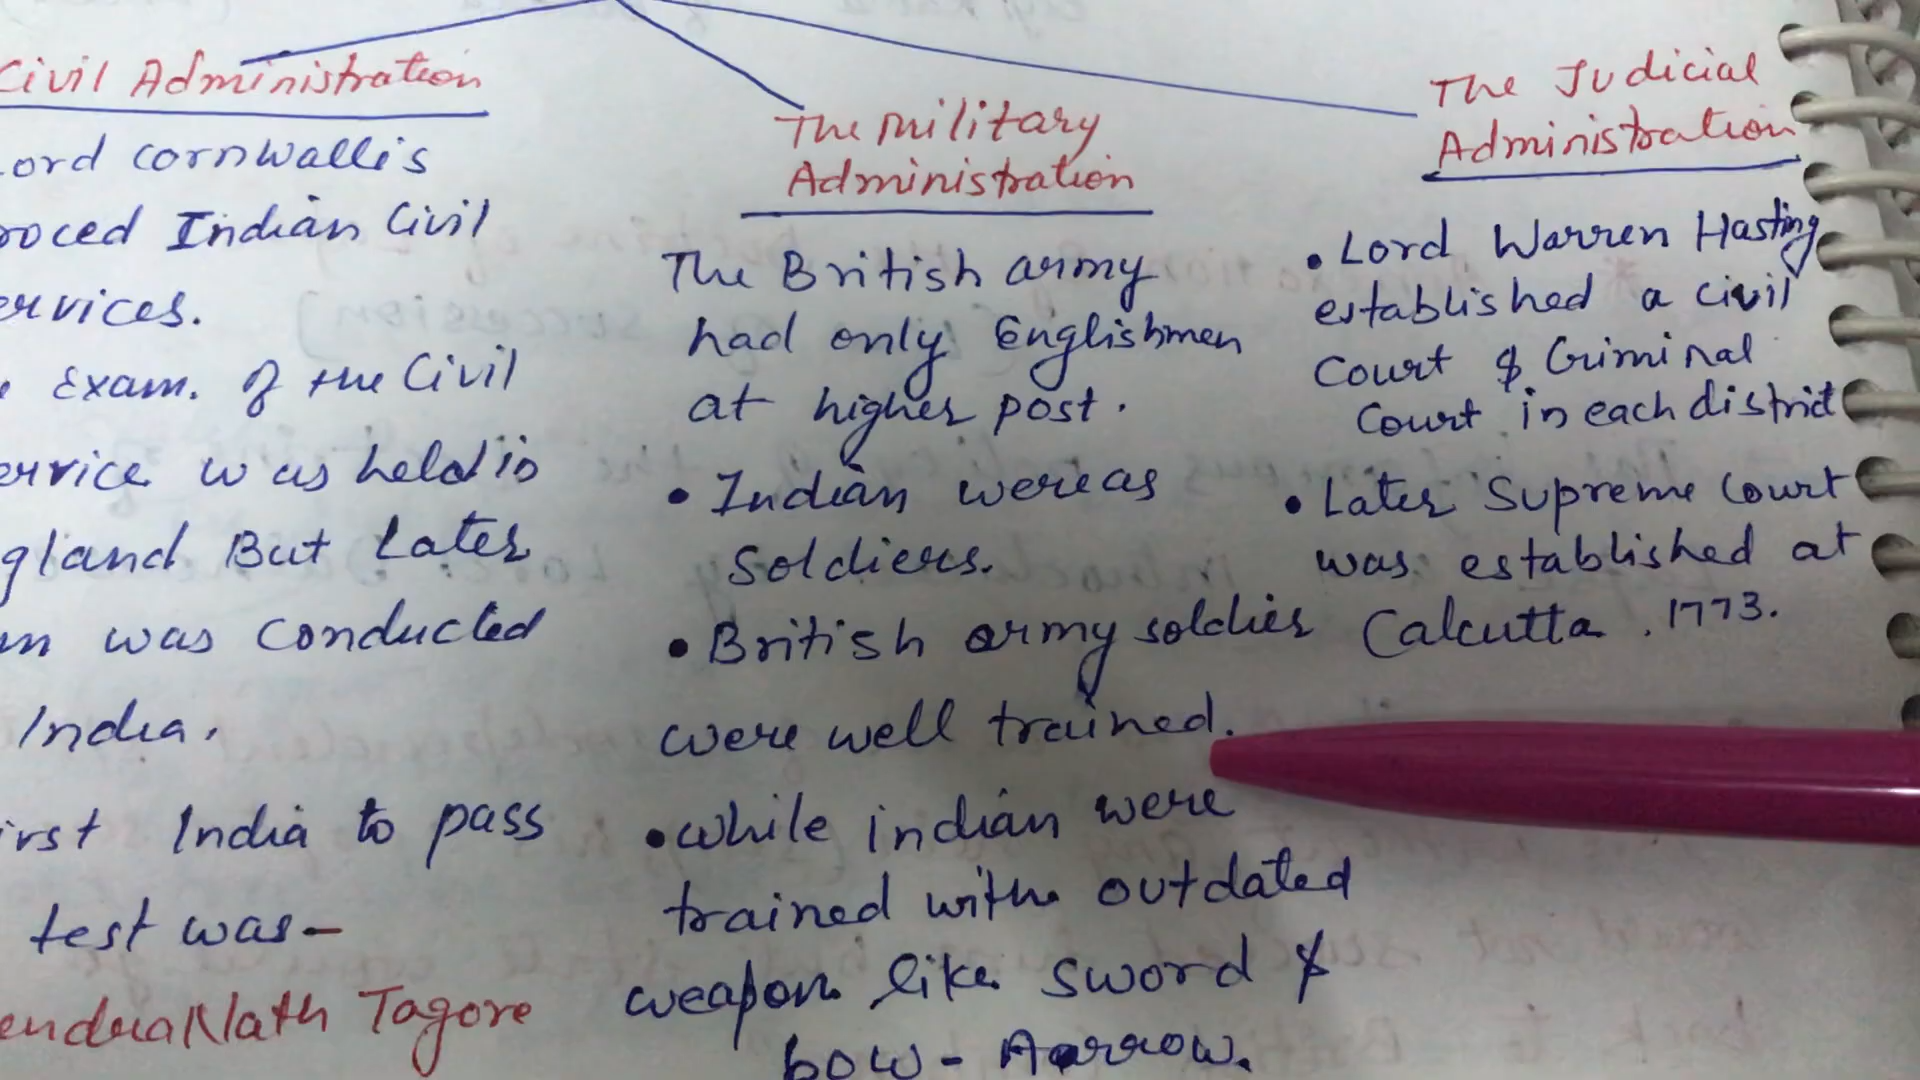 Civil Administration
ord cornwallis
roced Indian Civil
ervices.
Exam. of the Civil
ervice was held in
gland But Later
m was conducted
India.
irst India to pass
test was-
endraNath Tagore
The Military
Administration
The British army
had only Englishmen
at higher post.
• Indian were as
Soldiers.
• British army soldier
were well trained.
• while indian were
trained with outdated
weapon like sword &
bow - Arrow.
The Judicial
Administration
• Lord Warren Hasting
established a civil
Court & Criminal
Court in each district
• Later Supreme Court
was established at
Calcutta . 1773.